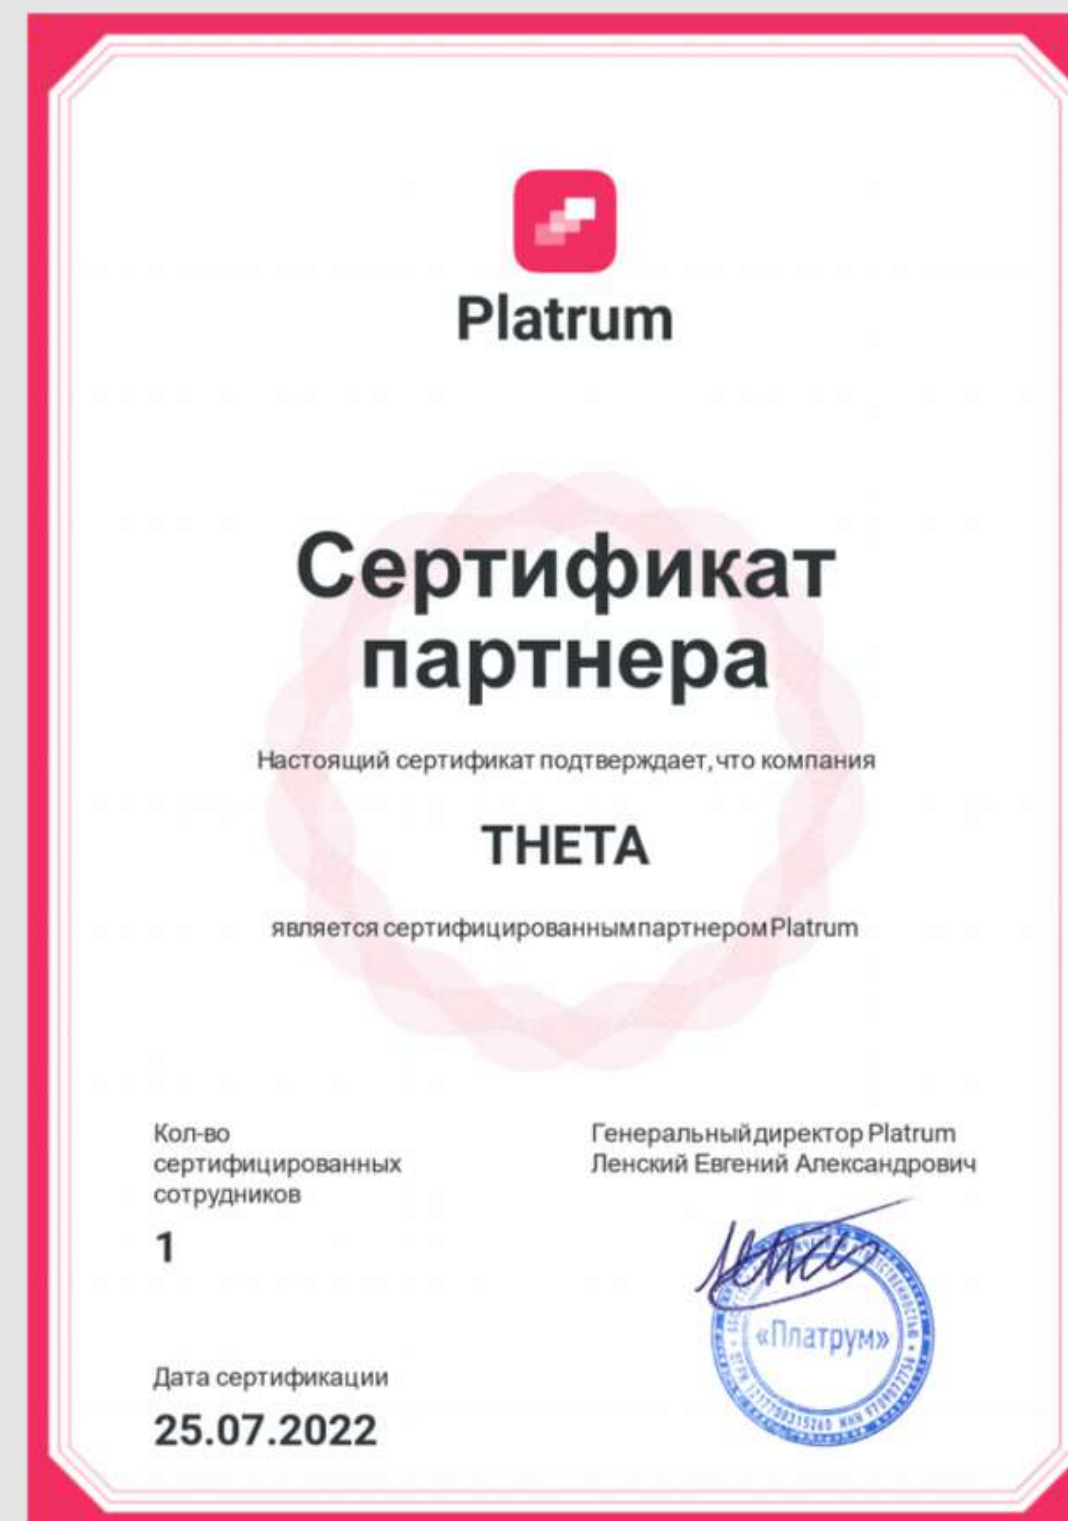 Platrum
Сертификат
партнера
Настоящий сертификат подтверждает, что компания
THETA
является сертифицированным партнером Platrum
Кол-во
сертифицированных
сотрудников
1
Генеральный директор Platrum
Ленский Евгений Александрович
«Платрум»
Дата сертификации
25.07.2022